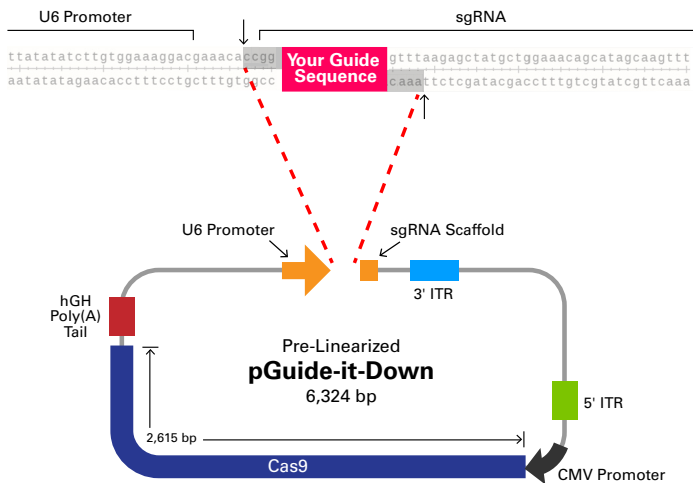 U6 Promoter
sgRNA
ttatatatcttgtggaaaggacgaaacaccgg
gtttaagagctatgctggaaacagcatagcaagttt
Your Guide
Sequence
aatatatagaacacctttcctgctttgtggcc
caaattctcgatacgacctttgtcgtatcgttcaaa
U6 Promoter
sgRNA Scaffold
3' ITR
hGH
Poly(A)
Tail
Pre-Linearized
pGuide-it-Down
6,324 bp
5' ITR
2,615 bp
Cas9
CMV Promoter